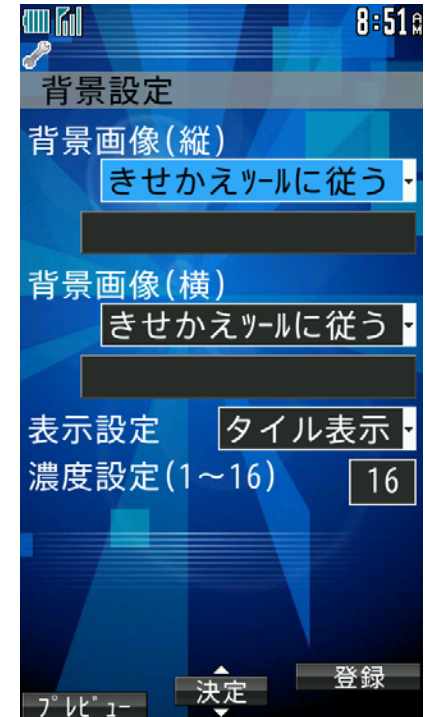 8:51AM
背景設定
背景画像(縦)
きせかえﾂｰﾙに従う
背景画像(横)
きせかえﾂｰﾙに従う
表示設定 タイル表示
濃度設定(1～16) 16
ﾌﾟﾚﾋﾞｭｰ 決定 登録